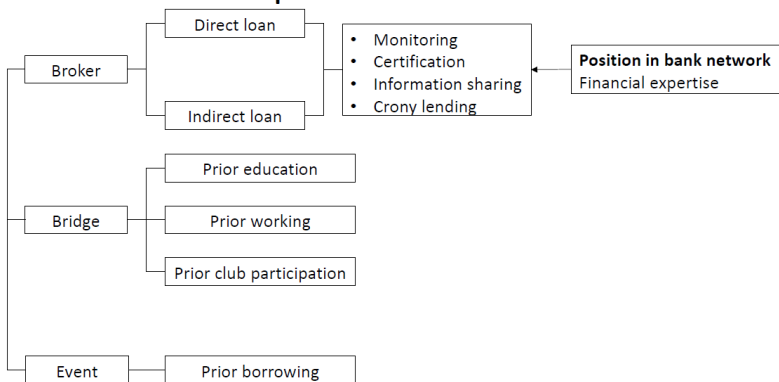 Direct loan
Broker
Indirect loan
• Monitoring
• Certification
• Information sharing
• Crony lending
Position in bank network
Financial expertise
Prior education
Bridge
Prior working
Prior club participation
Event
Prior borrowing